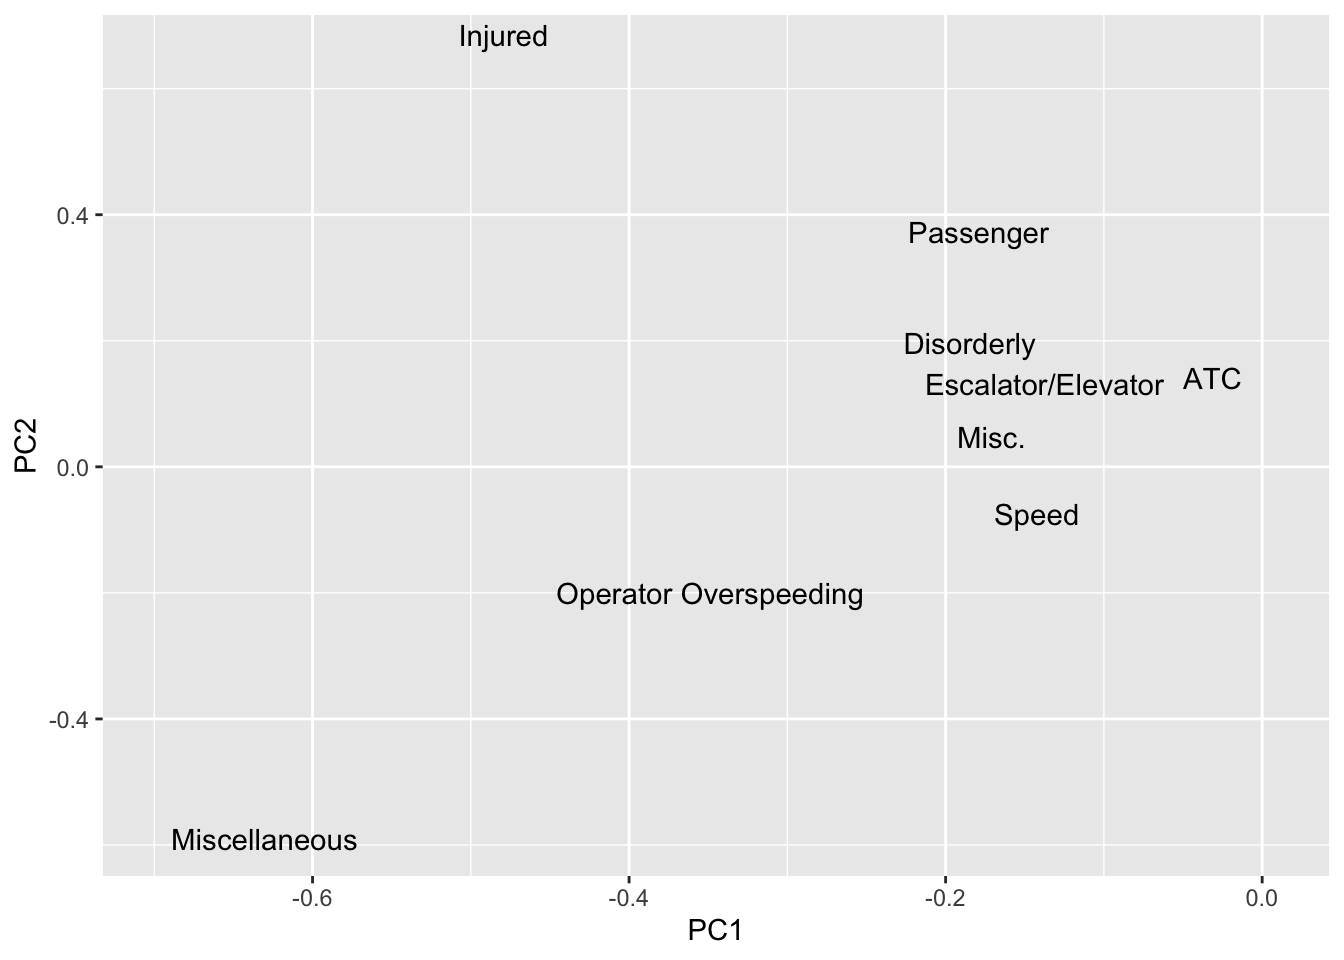 Injured
0.4
Passenger
Disorderly
Escalator/Elevator
ATC
Misc.
PC2
0.0
Speed
Operator Overspeeding
-0.4
Miscellaneous
-0.6
-0.4
-0.2
0.0
PC1